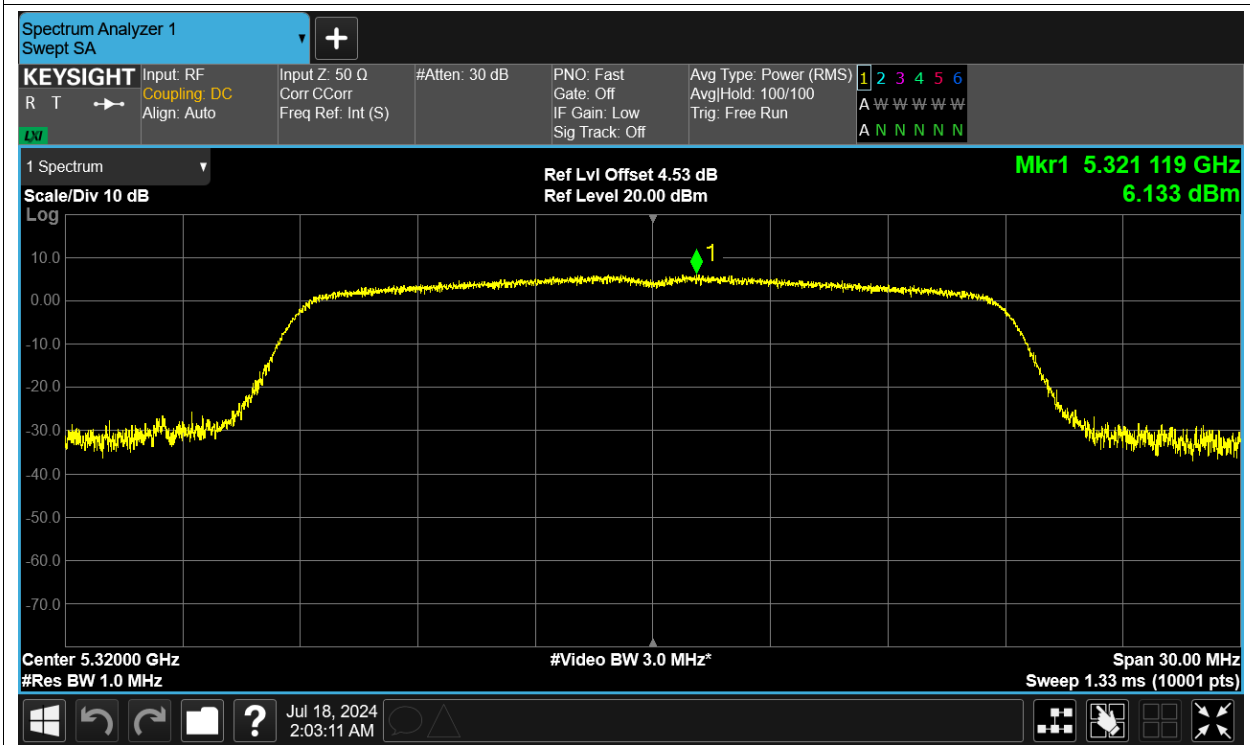 Spectrum Analyzer 1
Swept SA
KEYSIGHT
R T
LXI
Input: RF
Coupling: DC
Align: Auto
Input Z: 50 Ω
Corr CCorr
Freq Ref: Int (S)
#Atten: 30 dB
PNO: Fast
Gate: Off
IF Gain: Low
Sig Track: Off
Avg Type: Power (RMS)
Avg|Hold: 100/100
Trig: Free Run
1 2 3 4 5 6
A W W W W W
A N N N N N
1 Spectrum
Scale/Div 10 dB
Log
Ref Lvl Offset 4.53 dB
Ref Level 20.00 dBm
Mkr1 5.321 119 GHz
6.133 dBm
1
10.0
0.00
-10.0
-20.0
-30.0
-40.0
-50.0
-60.0
-70.0
Center 5.32000 GHz
#Res BW 1.0 MHz
#Video BW 3.0 MHz*
Span 30.00 MHz
Sweep 1.33 ms (10001 pts)
?
Jul 18, 2024
2:03:11 AM